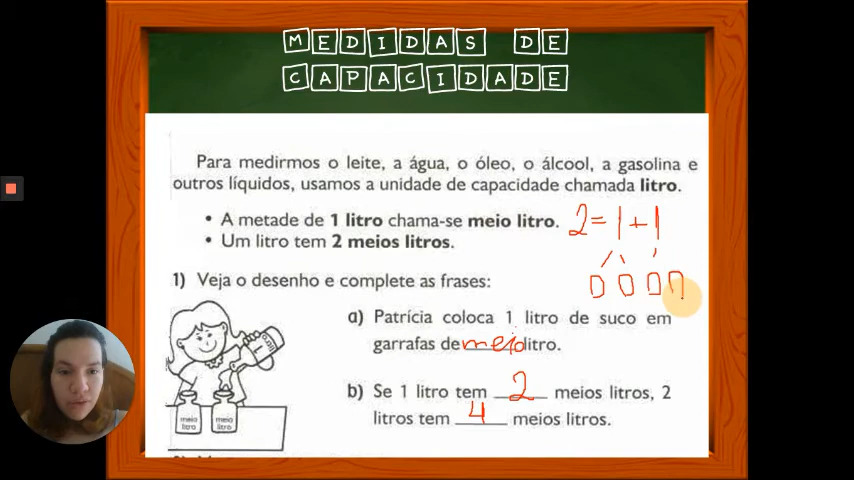 MEDIDAS DE
CAPACIDADE
Para medirmos o leite, a água, o óleo, o álcool, a gasolina e
outros líquidos, usamos a unidade de capacidade chamada litro.
• A metade de 1 litro chama-se meio litro.
• Um litro tem 2 meios litros.
2=1+1
1) Veja o desenho e complete as frases:
a) Patrícia coloca 1 litro de suco em
garrafas de meio litro.
b) Se 1 litro tem 2 meios litros, 2
litros tem 4 meios litros.
1
litro
meio
litro
meio
litro